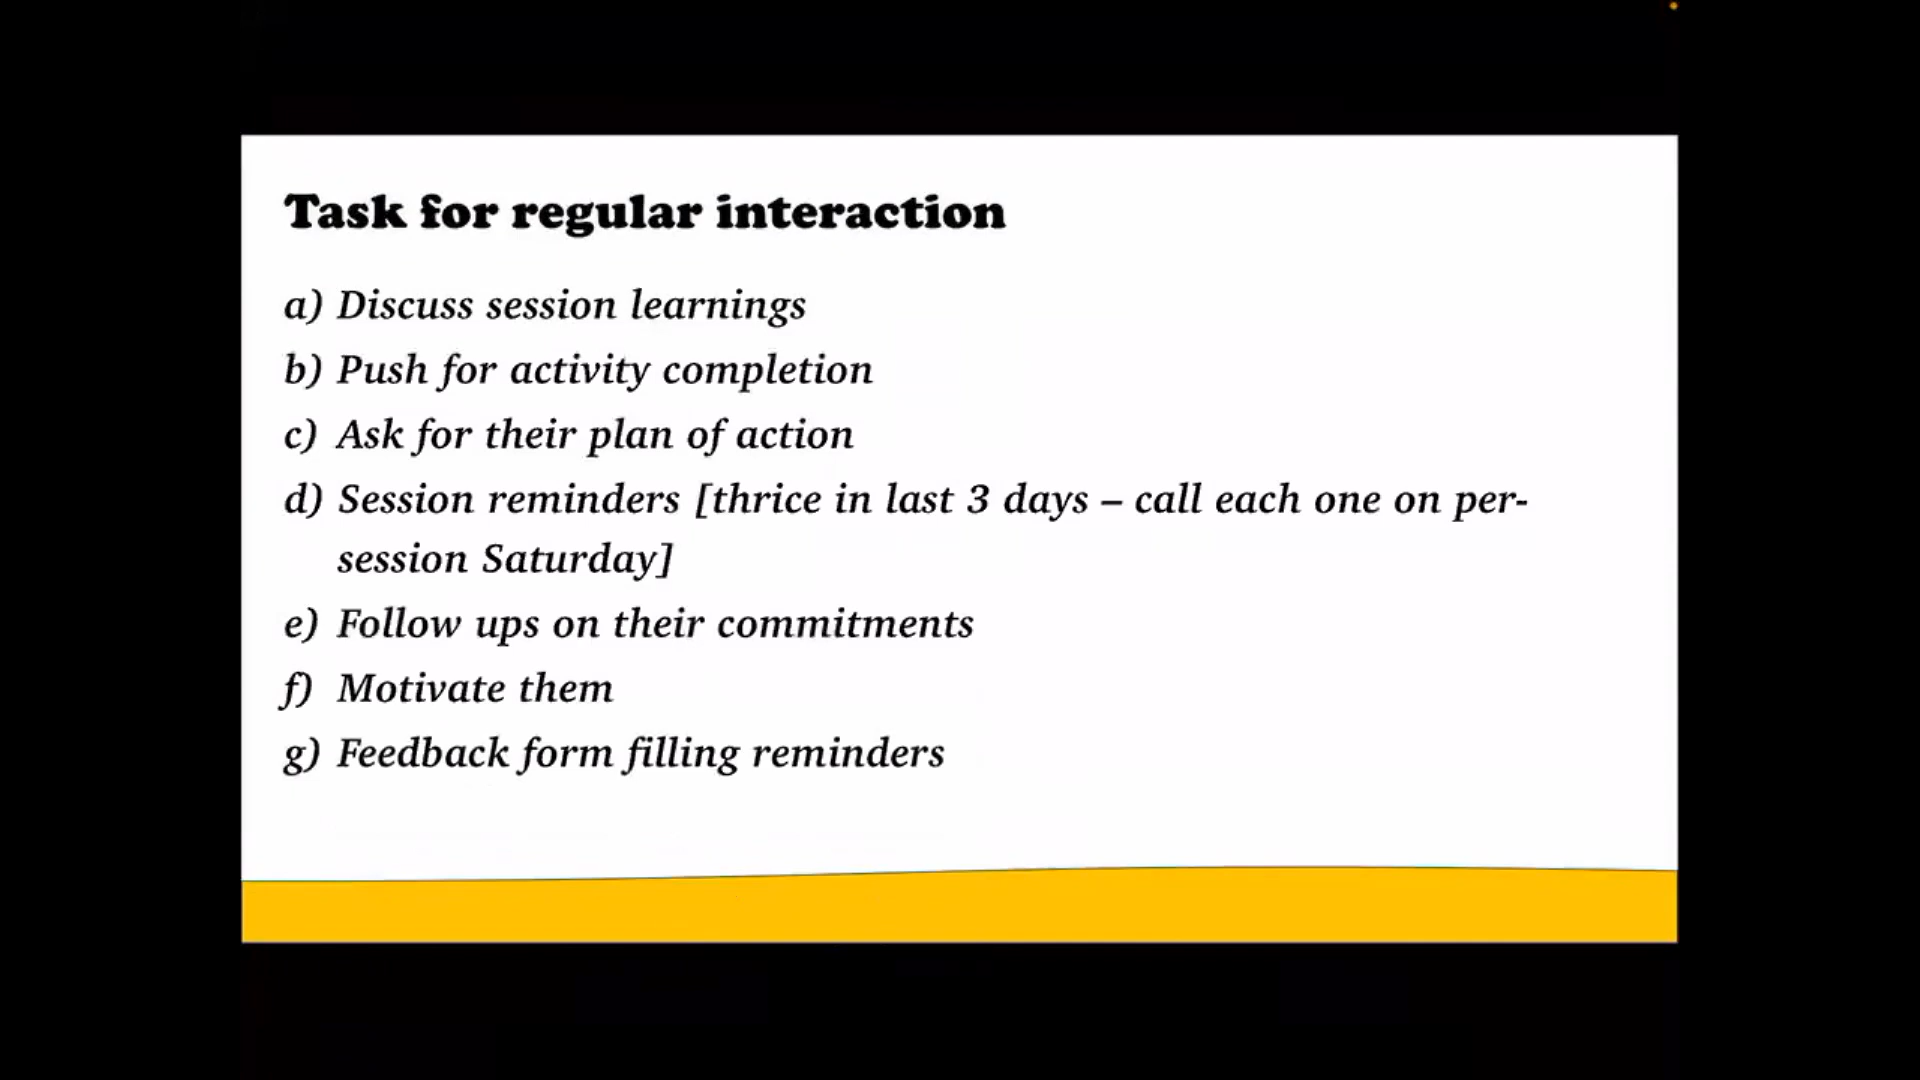 Task for regular interaction
a) Discuss session learnings
b) Push for activity completion
c) Ask for their plan of action
d) Session reminders [thrice in last 3 days – call each one on per-
session Saturday]
e) Follow ups on their commitments
f) Motivate them
g) Feedback form filling reminders